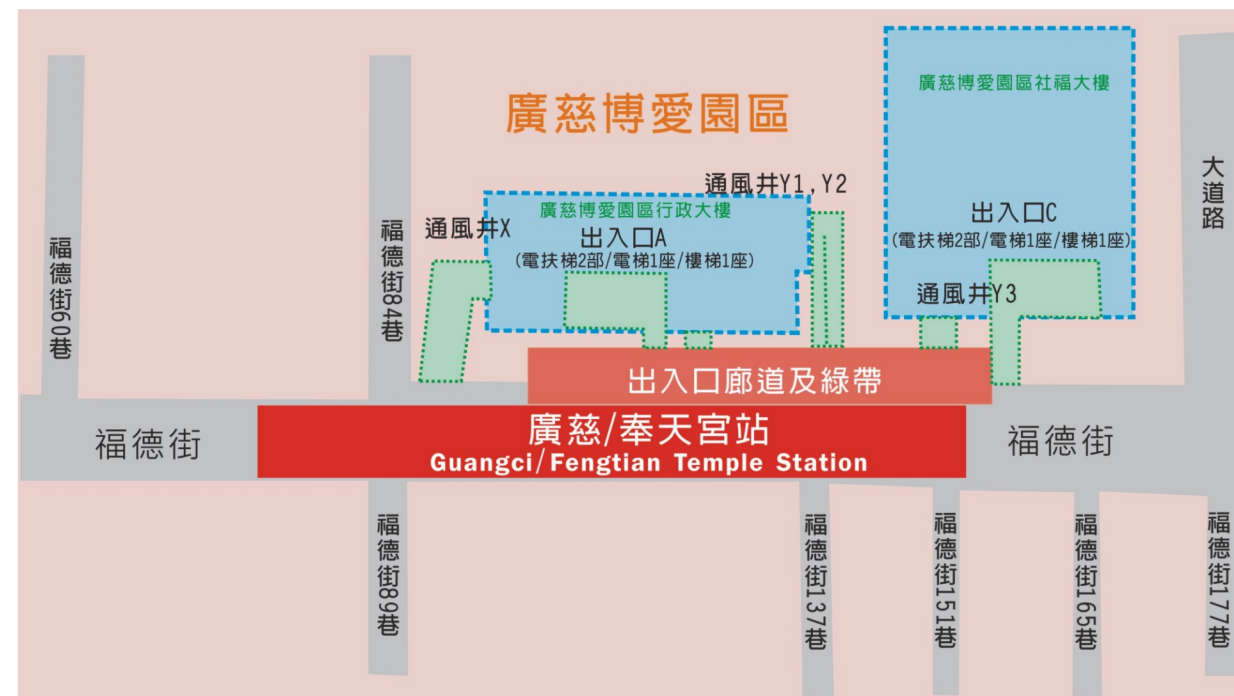 廣慈博愛園區
廣慈博愛園區社福大樓
大道路
通風井Y1,Y2
廣慈博愛園區行政大樓
通風井X
出入口A
(電扶梯2部/電梯1座/樓梯1座)
出入口C
(電扶梯2部/電梯1座/樓梯1座)
福德街60巷
福德街84巷
通風井Y3
出入口廊道及綠帶
福德街
廣慈/奉天宮站
Guangci/Fengtian Temple Station
福德街
福德街89巷
福德街137巷
福德街151巷
福德街165巷
福德街177巷